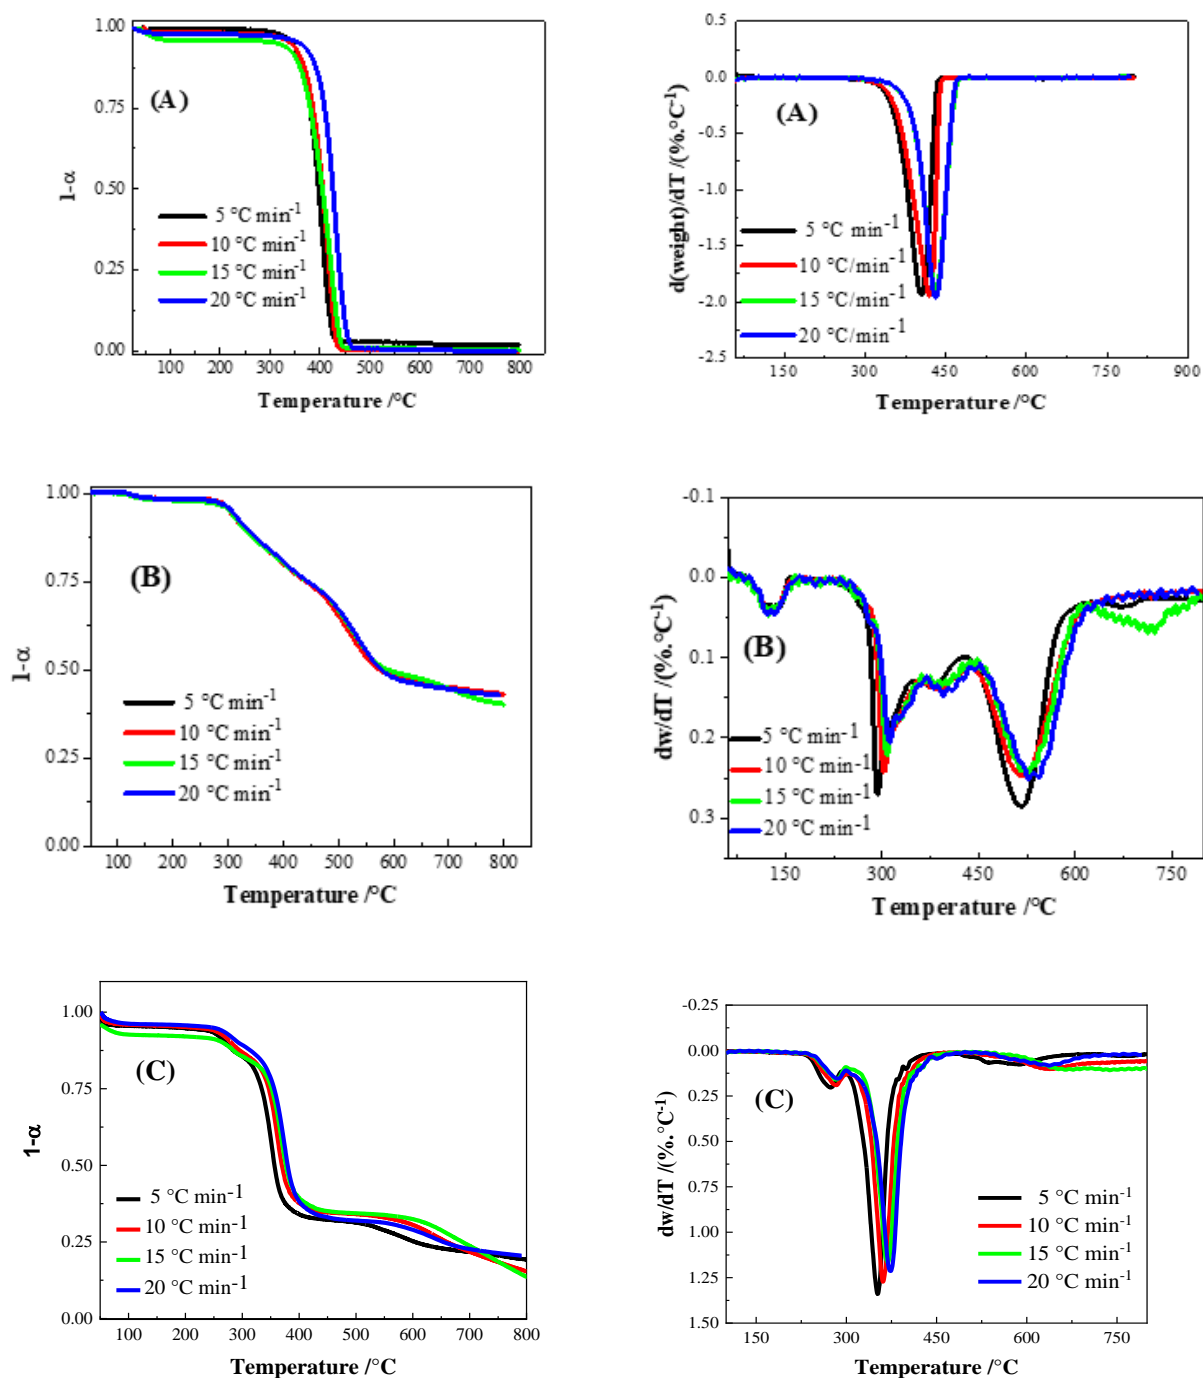 1.00
0.75
0.50
0.25
0.00
1-α
(A)
5 °C min-1
10 °C min-1
15 °C min-1
20 °C min-1
100 200 300 400 500 600 700 800
Temperature /°C
0.5
0.0
-0.5
-1.0
-1.5
-2.0
-2.5
d(weight)/dT /(%.°C-1)
(A)
5 °C min-1
10 °C/min-1
15 °C/min-1
20 °C/min-1
150 300 450 600 750 900
Temperature /°C
1.00
0.75
0.50
0.25
0.00
1-α
(B)
5 °C min-1
10 °C min-1
15 °C min-1
20 °C min-1
100 200 300 400 500 600 700 800
Temperature /°C
-0.1
0.0
0.1
0.2
0.3
dw/dT /(%.°C-1)
(B)
5 °C min-1
10 °C min-1
15 °C min-1
20 °C min-1
150 300 450 600 750
Temperature /°C
1.00
0.75
0.50
0.25
0.00
1-α
(C)
5 °C min-1
10 °C min-1
15 °C min-1
20 °C min-1
100 200 300 400 500 600 700 800
Temperature /°C
-0.25
0.00
0.25
0.50
0.75
1.00
1.25
1.50
dw/dT /(%.°C-1)
(C)
5 °C min-1
10 °C min-1
15 °C min-1
20 °C min-1
150 300 450 600 750
Temperature /°C